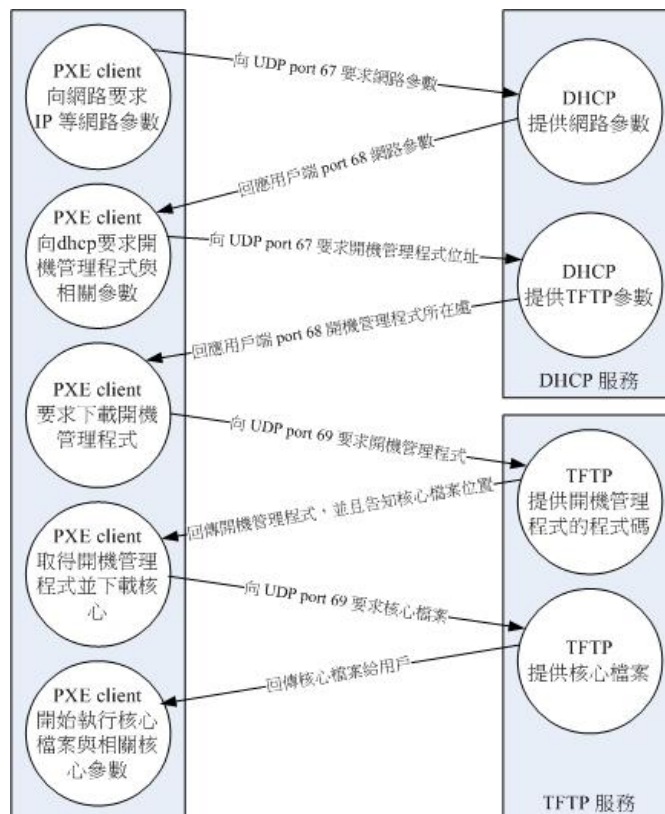 PXE client
向網路要求
IP 等網路參數
向 UDP port 67 要求網路參數
DHCP
提供網路參數
回應用戶端 port 68 網路參數
PXE client
向dhcp要求開
機管理程式與
相關參數
向 UDP port 67 要求開機管理程式位址
DHCP
提供TFTP參數
回應用戶端 port 68 開機管理程式所在處
DHCP 服務
PXE client
要求下載開機
管理程式
向 UDP port 69 要求開機管理程式
TFTP
提供開機管理
程式的程式碼
回傳開機管理程式，並且告知核心檔案位置
PXE client
取得開機管理
程式並下載核
心
向 UDP port 69 要求核心檔案
TFTP
提供核心檔案
回傳核心檔案給用戶
PXE client
開始執行核心
檔案與相關核
心參數
TFTP 服務